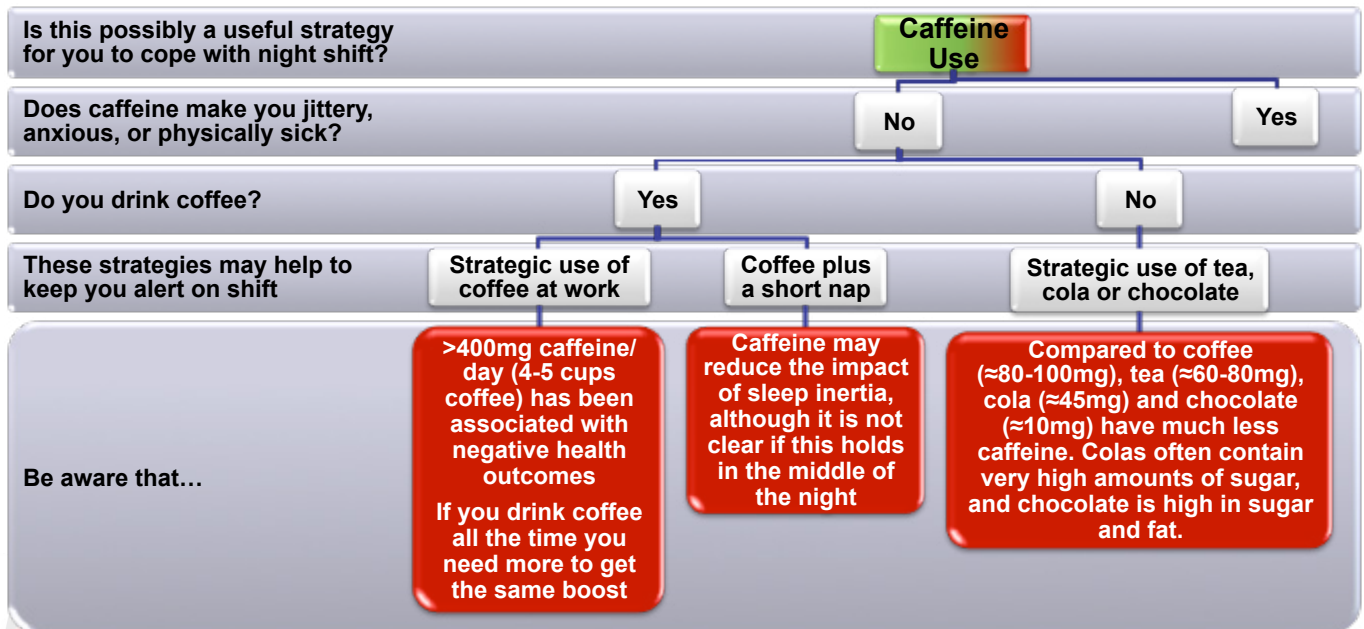 Is this possibly a useful strategy
for you to cope with night shift?
Caffeine
Use
Does caffeine make you jittery,
anxious, or physically sick?
No
Yes
Do you drink coffee?
Yes
No
These strategies may help to
keep you alert on shift
Strategic use of
coffee at work
Coffee plus
a short nap
Strategic use of tea,
cola or chocolate
Be aware that…
>400mg caffeine/
day (4-5 cups
coffee) has been
associated with
negative health
outcomes
If you drink coffee
all the time you
need more to get
the same boost
Caffeine may
reduce the impact
of sleep inertia,
although it is not
clear if this holds
in the middle of
the night
Compared to coffee
(≈80-100mg), tea (≈60-80mg),
cola (≈45mg) and chocolate
(≈10mg) have much less
caffeine. Colas often contain
very high amounts of sugar,
and chocolate is high in sugar
and fat.